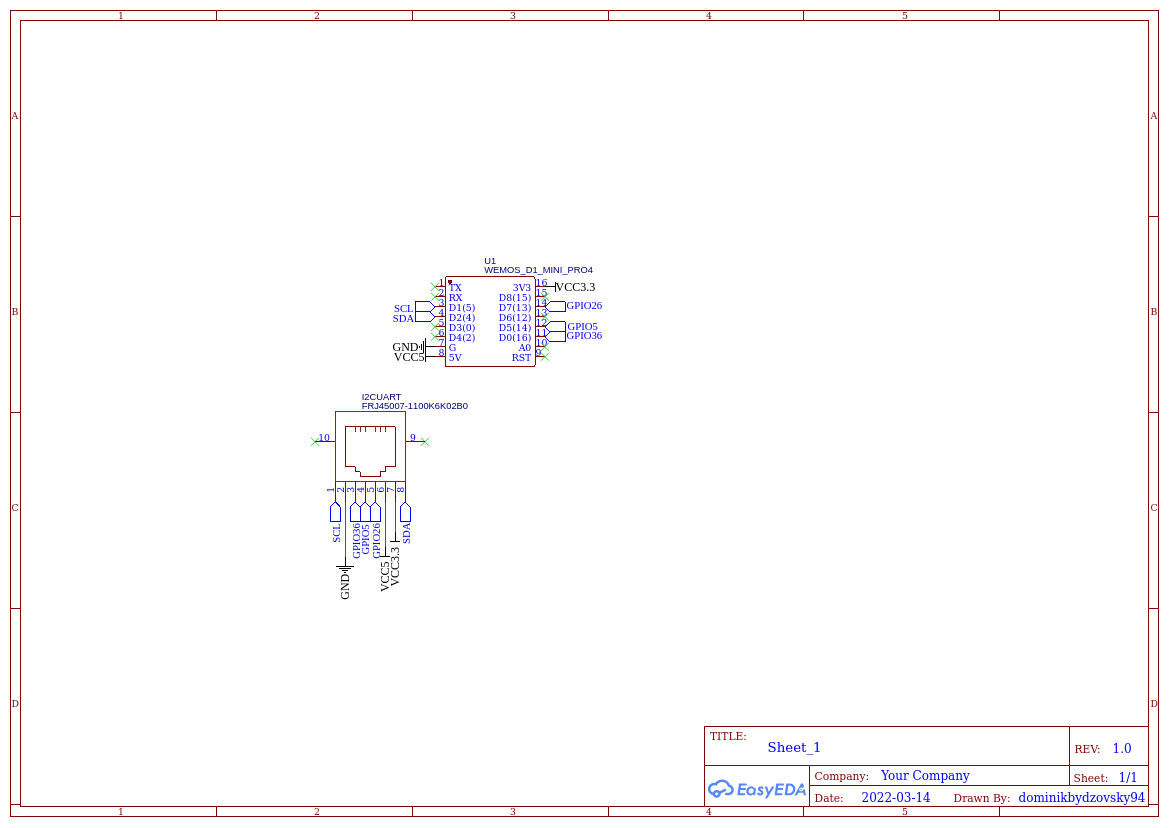 1 2 3 4 5
A A
B B
C C
D D
U1
WEMOS_D1_MINI_PRO4
1 TX 3V3 16 VCC3.3
2 RX D8(15) 15
SCL 3 D1(5) D7(13) 14 GPIO26
SDA 4 D2(4) D6(12) 13
5 D3(0) D5(14) 12 GPIO5
6 D4(2) D0(16) 11 GPIO36
GND 7 G A0 10
VCC5 8 5V RST 9
I2CUART
FRJ45007-1100K6K02B0
10 9
1 2 3 4 5 6 7 8
SCL GND GPIO36 GPIO5 GPIO26 VCC5 VCC3.3 SDA
TITLE:
Sheet_1
REV: 1.0
EasyEDA
Company: Your Company
Sheet: 1/1
Date: 2022-03-14 Drawn By: dominikbydzovsky94
1 2 3 4 5